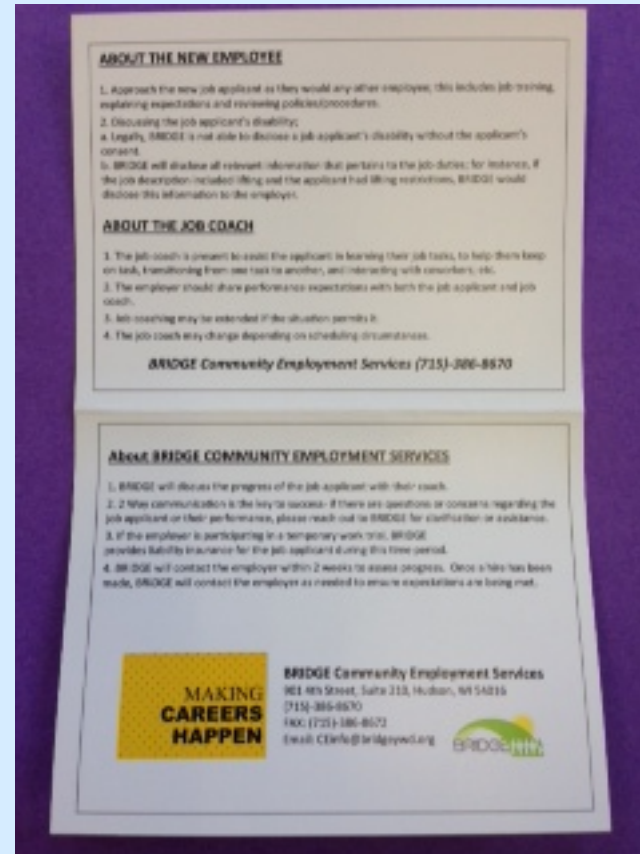 ABOUT THE NEW EMPLOYEE
1. Approach the new job applicant as they would any other employee; this includes job training,
explaining expectations and reviewing policies/procedures.
2. Discussing the job applicant's disability;
a. Legally, BRIDGE is not able to disclose a job applicant's disability without the applicant's
consent.
b. BRIDGE will disclose all relevant information that pertains to the job duties; for instance, if
the job description included lifting and the applicant had lifting restrictions, BRIDGE would
disclose this information to the employer.
ABOUT THE JOB COACH
1. The job coach is present to assist the applicant in learning their job tasks, to help them keep
on task, transitioning from one task to another, and interacting with coworkers, etc.
2. The employer should share performance expectations with both the job applicant and job
coach.
3. Job coaching may be extended if the situation permits it.
4. The job coach may change depending on scheduling circumstances.
BRIDGE Community Employment Services (715)-386-8670
About BRIDGE COMMUNITY EMPLOYMENT SERVICES
1. BRIDGE will discuss the progress of the job applicant with their coach.
2. 2 Way communication is the key to success- if there are questions or concerns regarding the
job applicant or their performance, please reach out to BRIDGE for clarification or assistance.
3. If the employer is participating in a temporary work trial, BRIDGE
provides liability insurance for the job applicant during this time period.
4. BRIDGE will contact the employer within 2 weeks to assess progress. Once a hire has been
made, BRIDGE will contact the employer as needed to ensure expectations are being met.
MAKING
CAREERS
HAPPEN
BRIDGE Community Employment Services
901 4th Street, Suite 210, Hudson, WI 54016
(715)-386-8670
FAX: (715)-386-8672
Email: CEinfo@bridgeywd.org
BRIDGE